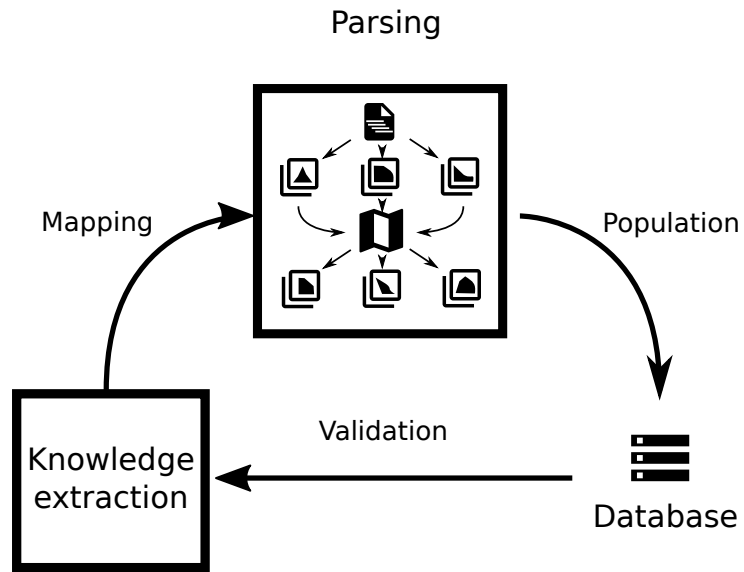 Parsing
Mapping
Population
Validation
Knowledge
extraction
Database